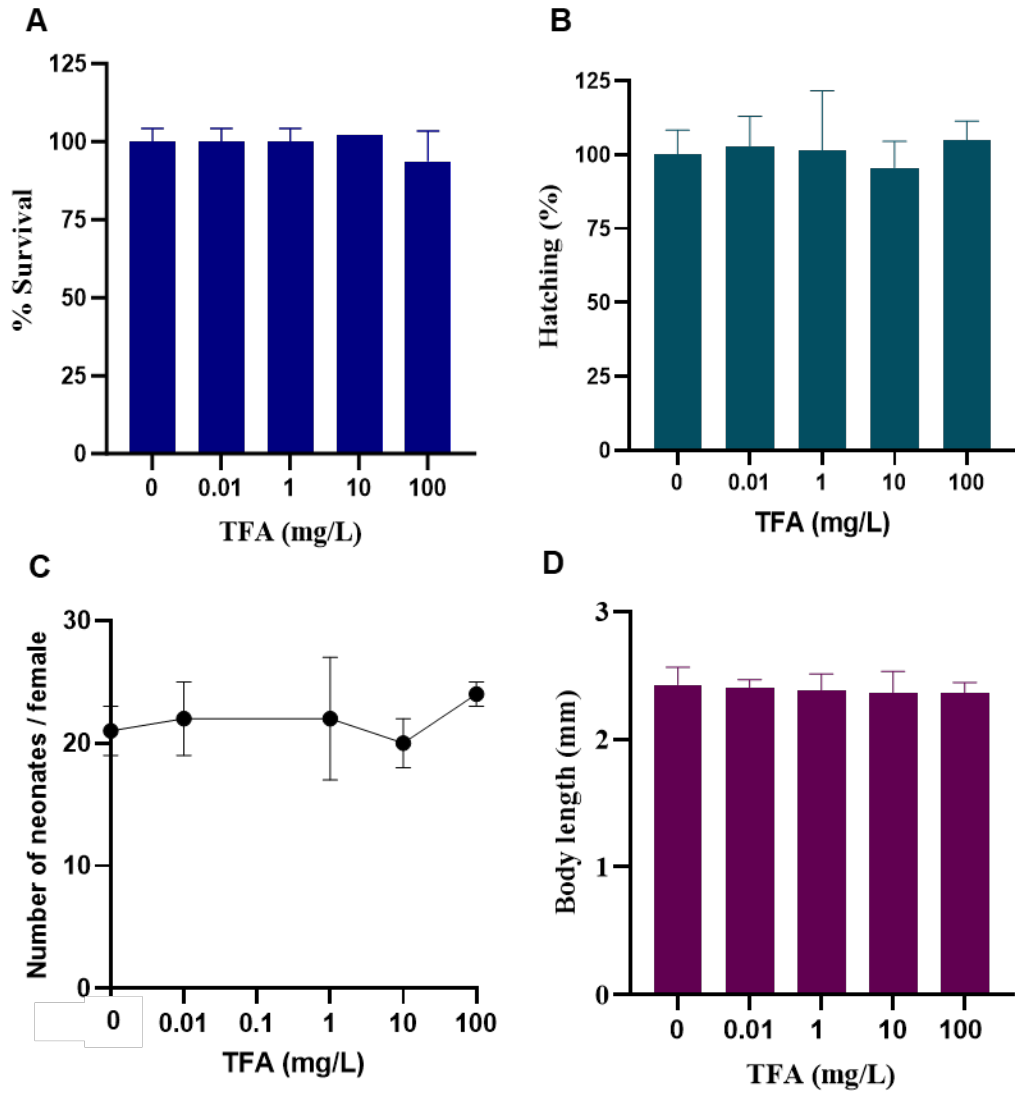 A
125
100
75
50
25
0
% Survival
0 0.01 1 10 100
TFA (mg/L)
B
125
100
75
50
25
0
Hatching (%)
0 0.01 1 10 100
TFA (mg/L)
C
30
20
10
0
Number of neonates / female
0 0.01 0.1 1 10 100
TFA (mg/L)
D
3
2
1
0
Body length (mm)
0 0.01 1 10 100
TFA (mg/L)